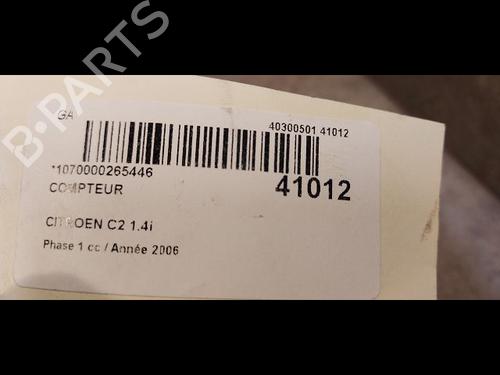 GA
40300501 41012
*1070000265446
COMPTEUR
41012
CITROEN C2 1.4i
Phase 1 cc / Année 2006
B-PARTS